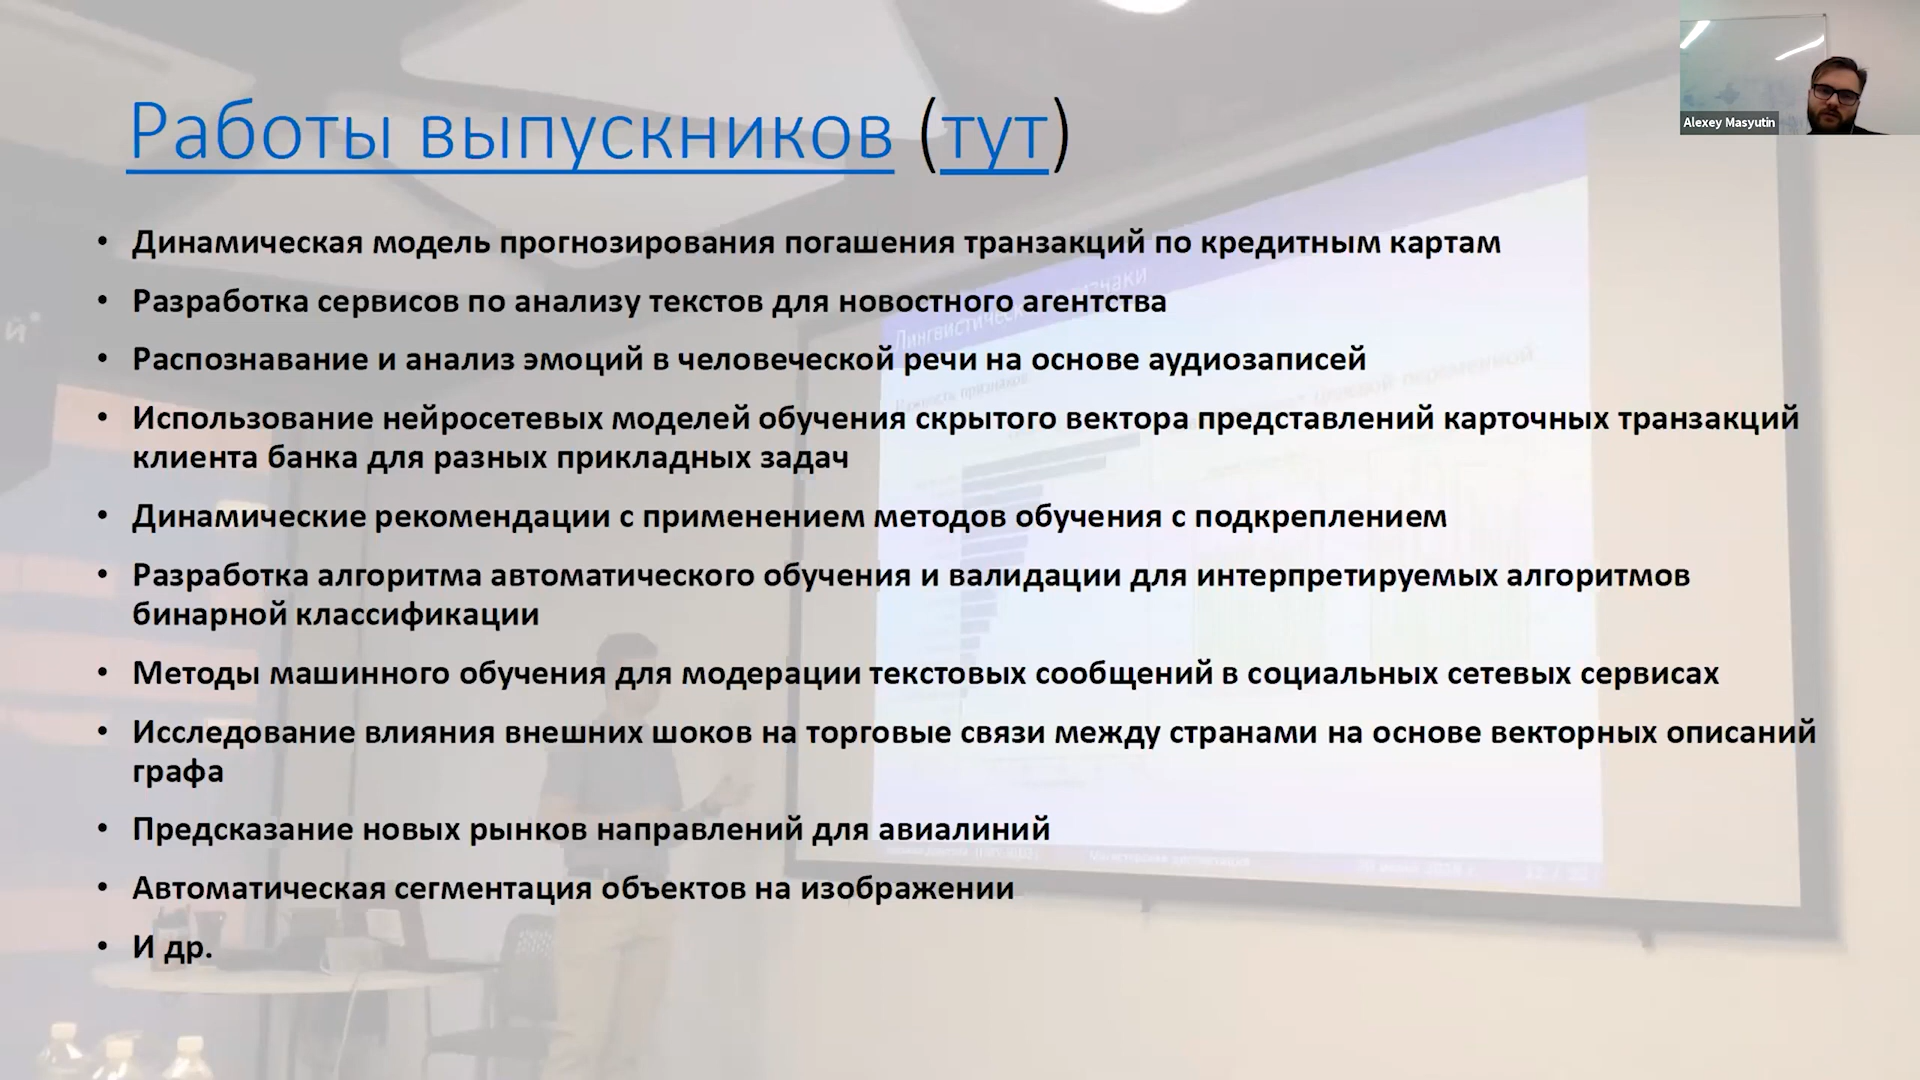 Работы выпускников (тут)
Alexey Masyutin
• Динамическая модель прогнозирования погашения транзакций по кредитным картам
• Разработка сервисов по анализу текстов для новостного агентства
• Распознавание и анализ эмоций в человеческой речи на основе аудиозаписей
• Использование нейросетевых моделей обучения скрытого вектора представлений карточных транзакций
клиента банка для разных прикладных задач
• Динамические рекомендации с применением методов обучения с подкреплением
• Разработка алгоритма автоматического обучения и валидации для интерпретируемых алгоритмов
бинарной классификации
• Методы машинного обучения для модерации текстовых сообщений в социальных сетевых сервисах
• Исследование влияния внешних шоков на торговые связи между странами на основе векторных описаний
графа
• Предсказание новых рынков направлений для авиалиний
• Автоматическая сегментация объектов на изображении
• И др.